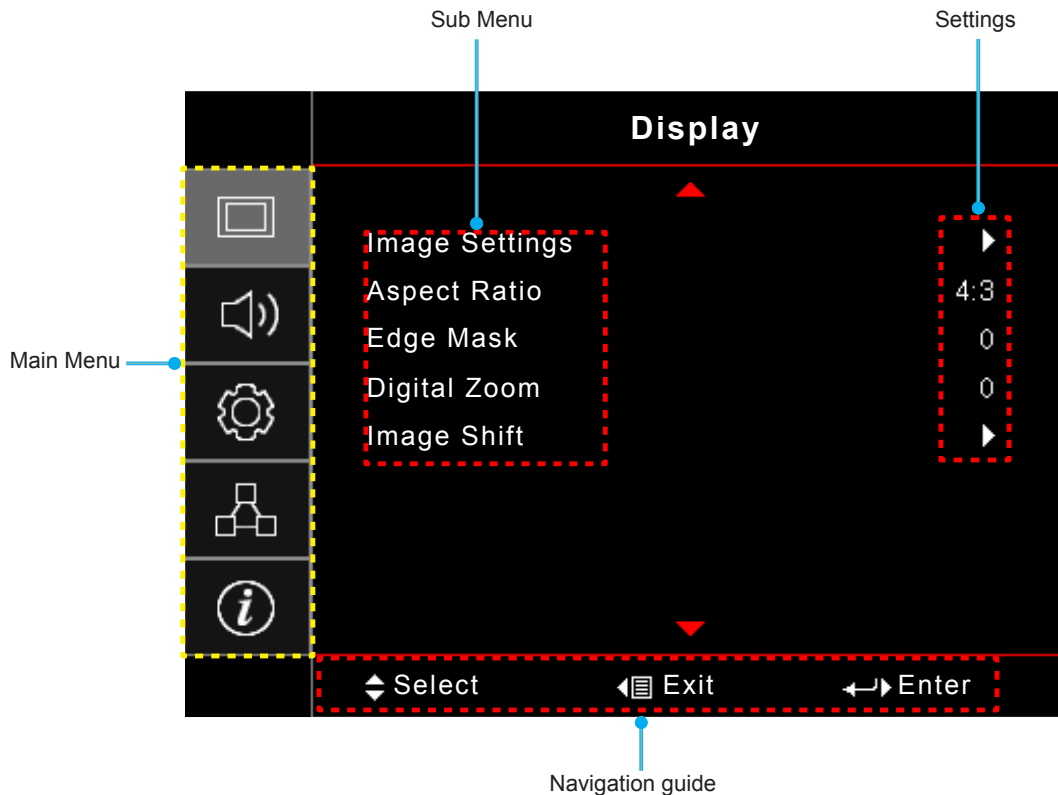 Sub Menu
Settings
Display
Image Settings
Aspect Ratio
4:3
Edge Mask
0
Digital Zoom
0
Image Shift
Main Menu
i
Select
Exit
Enter
Navigation guide